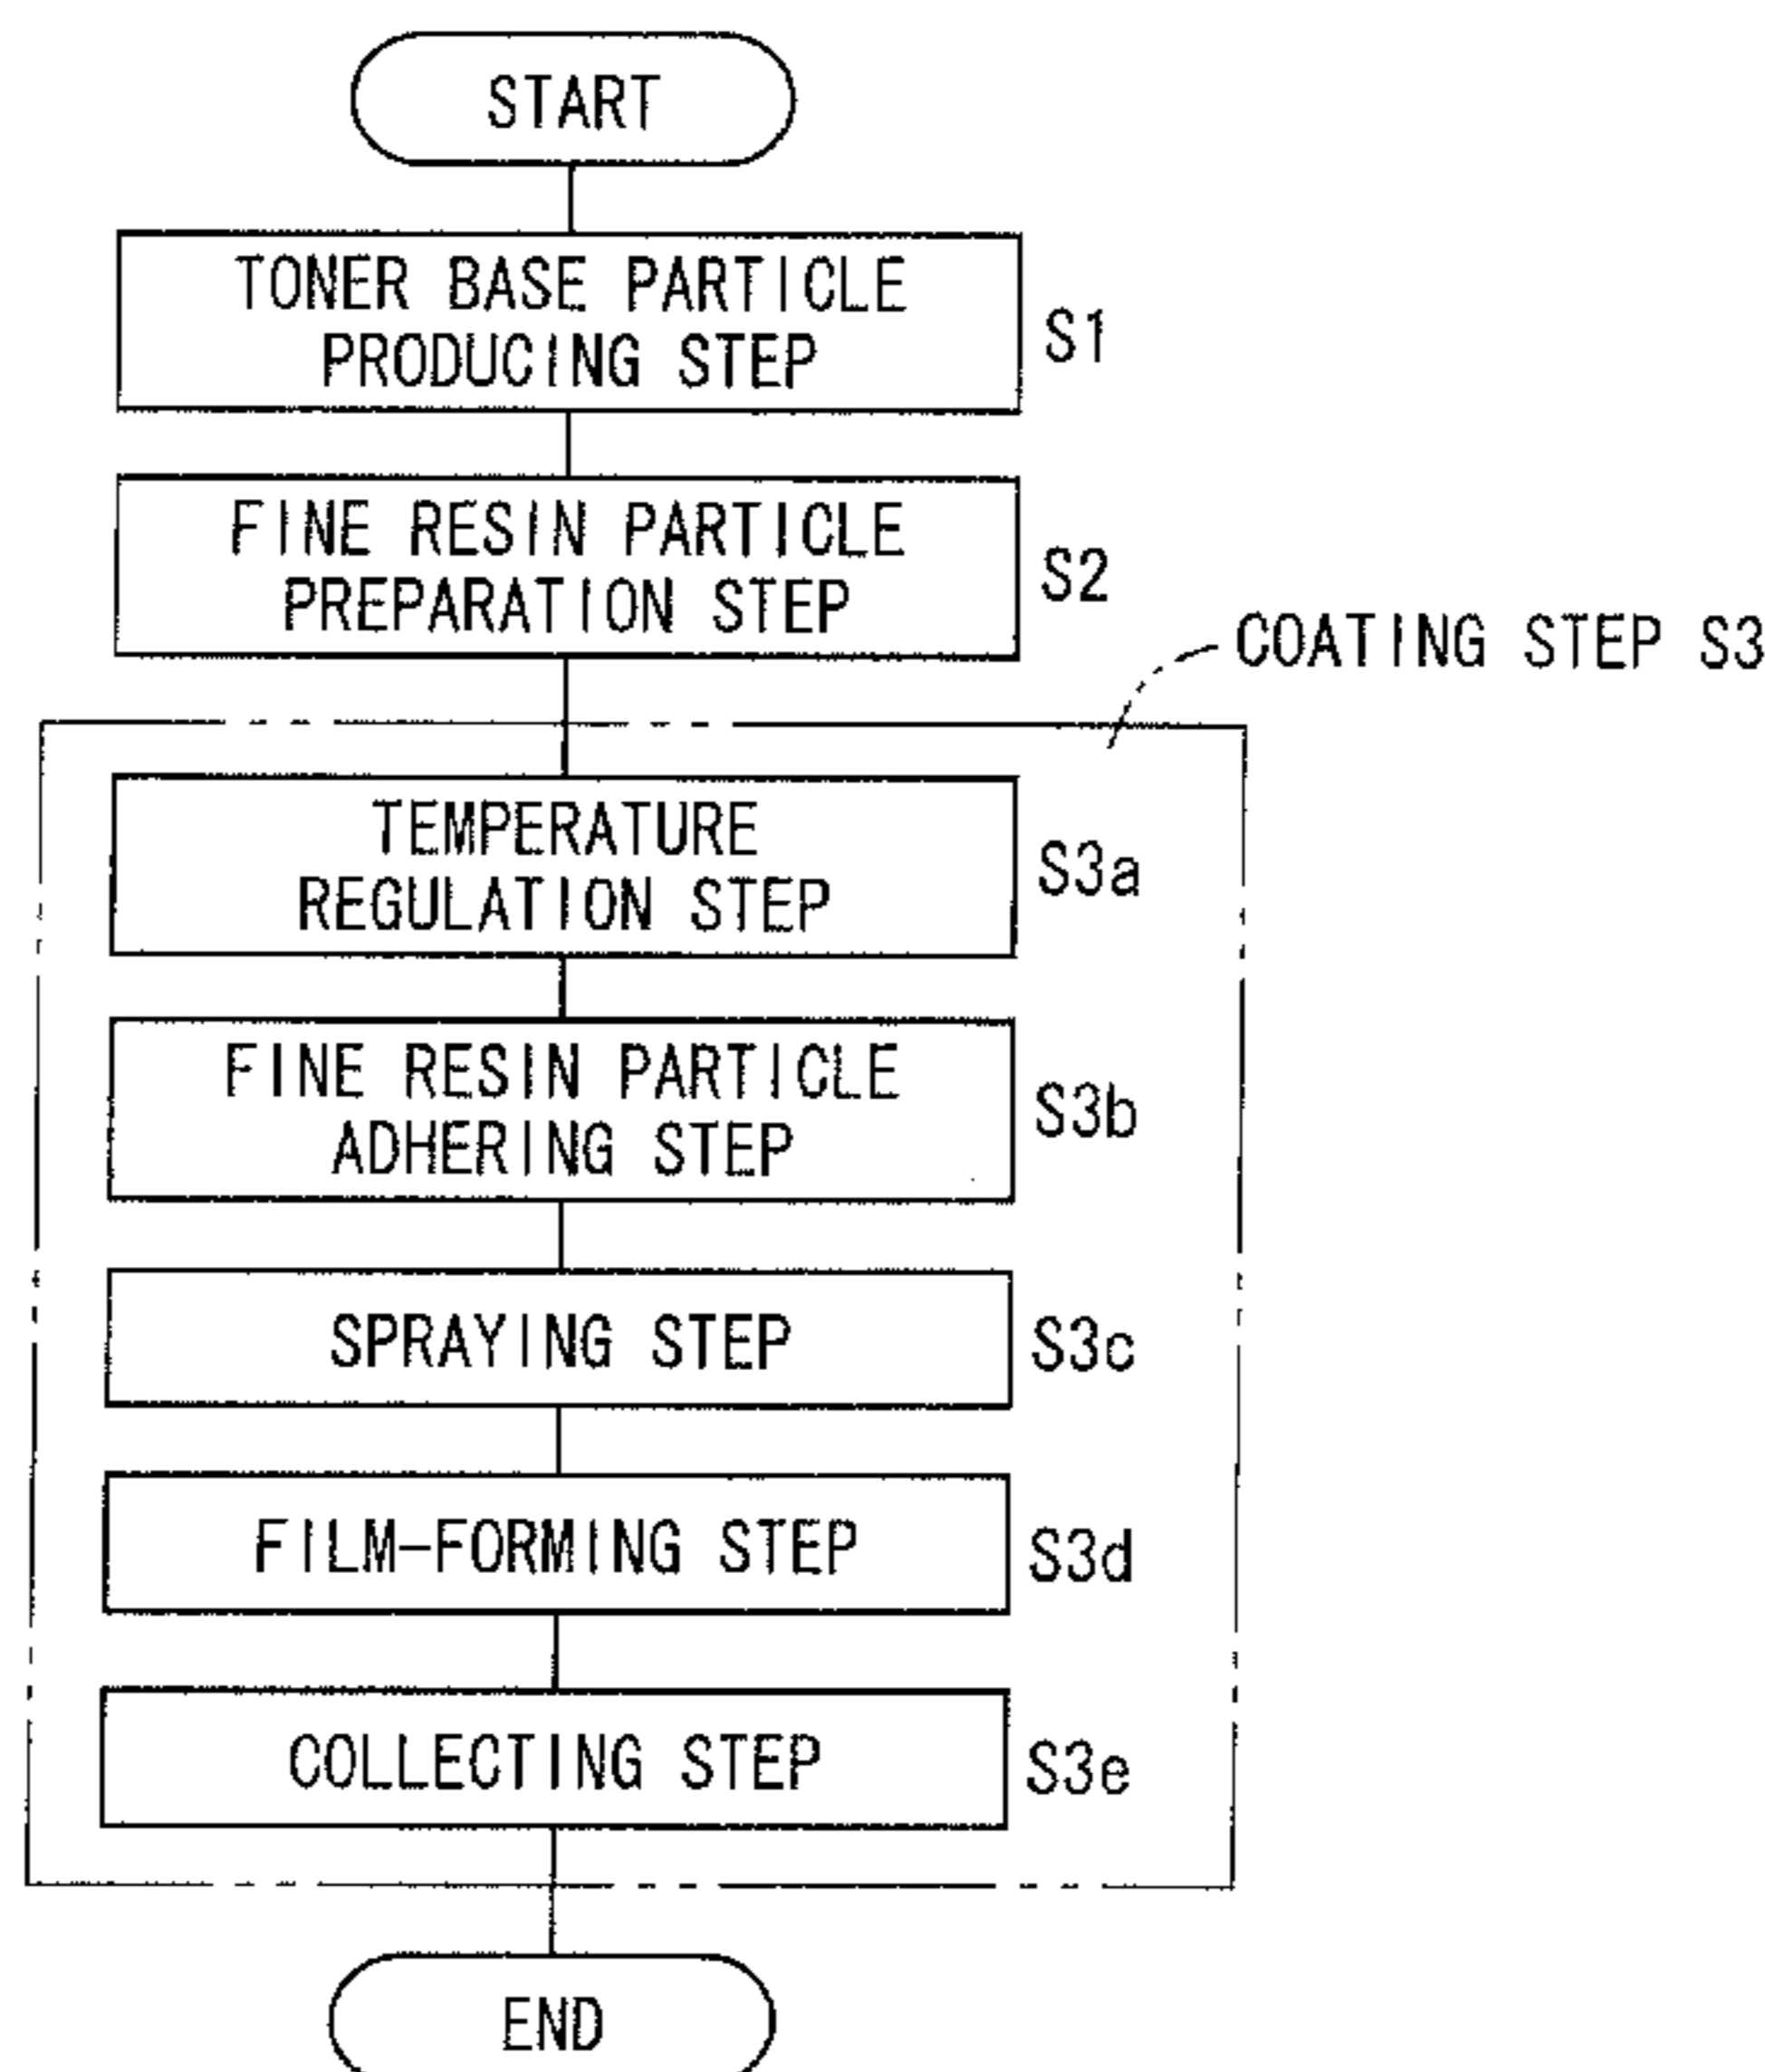 START
TONER BASE PARTICLE
PRODUCING STEP
S1
FINE RESIN PARTICLE
PREPARATION STEP
S2
COATING STEP S3
TEMPERATURE
REGULATION STEP
S3a
FINE RESIN PARTICLE
ADHERING STEP
S3b
SPRAYING STEP
S3c
FILM-FORMING STEP
S3d
COLLECTING STEP
S3e
END